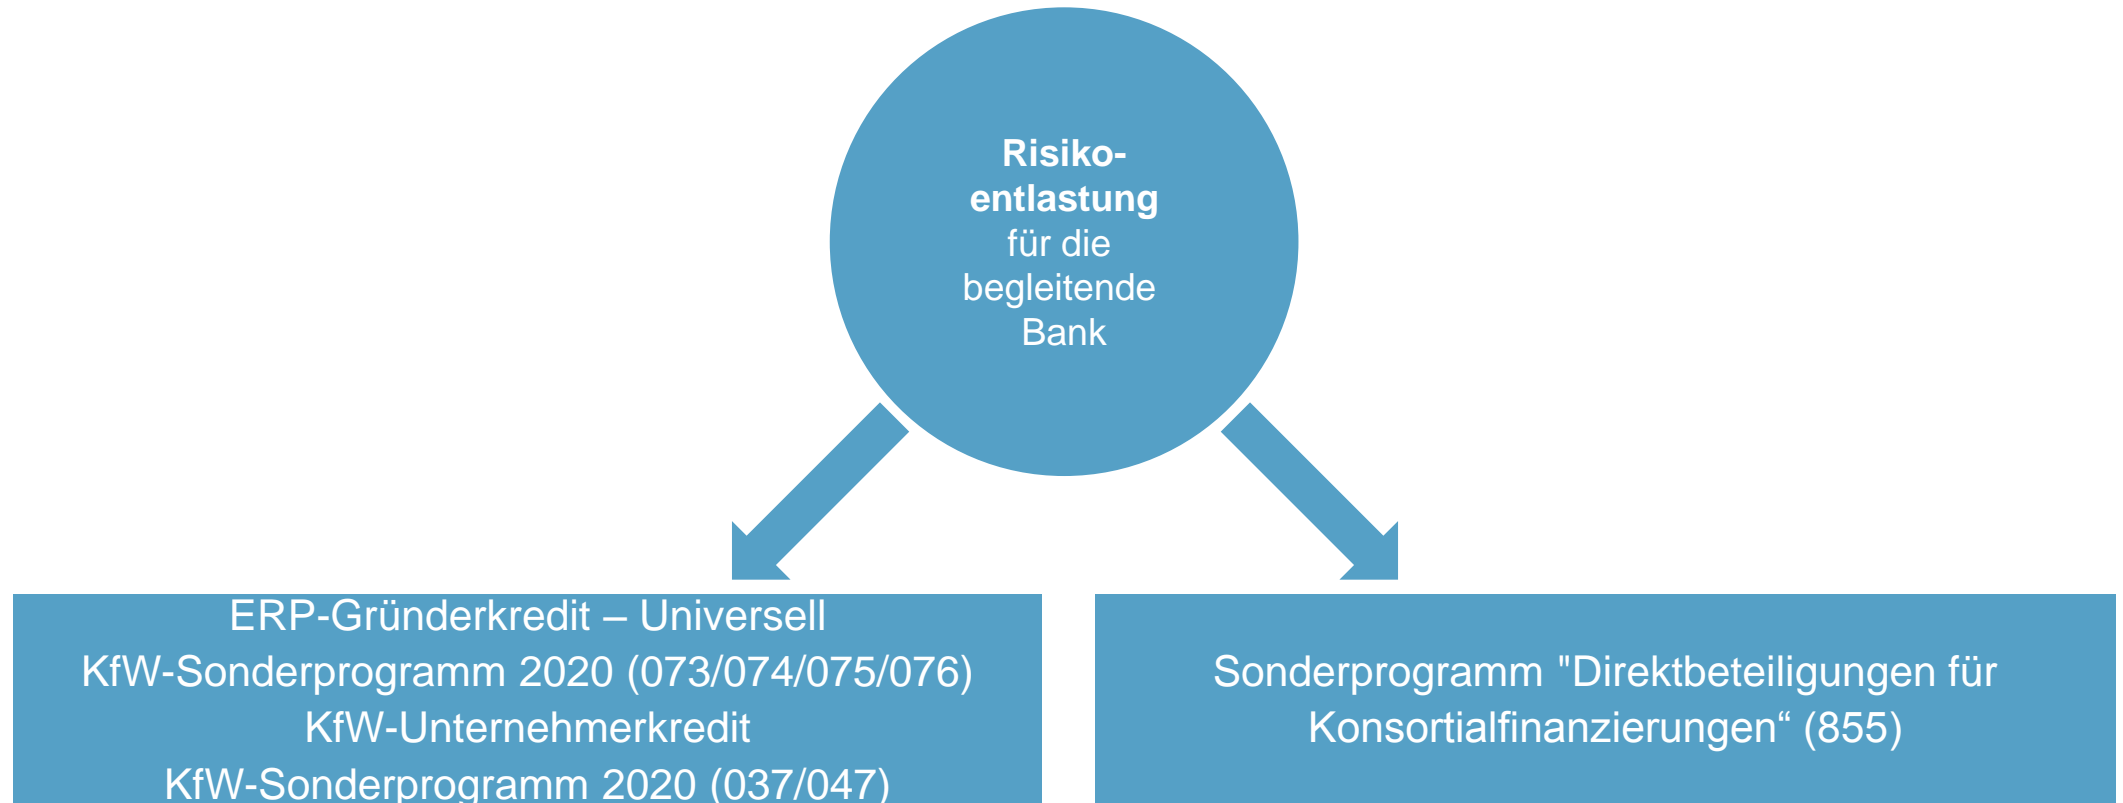 Risiko-
entlastung
für die
begleitende
Bank
ERP-Gründerkredit – Universell
KfW-Sonderprogramm 2020 (073/074/075/076)
KfW-Unternehmerkredit
KfW-Sonderprogramm 2020 (037/047)
Sonderprogramm "Direktbeteiligungen für
Konsortialfinanzierungen“ (855)